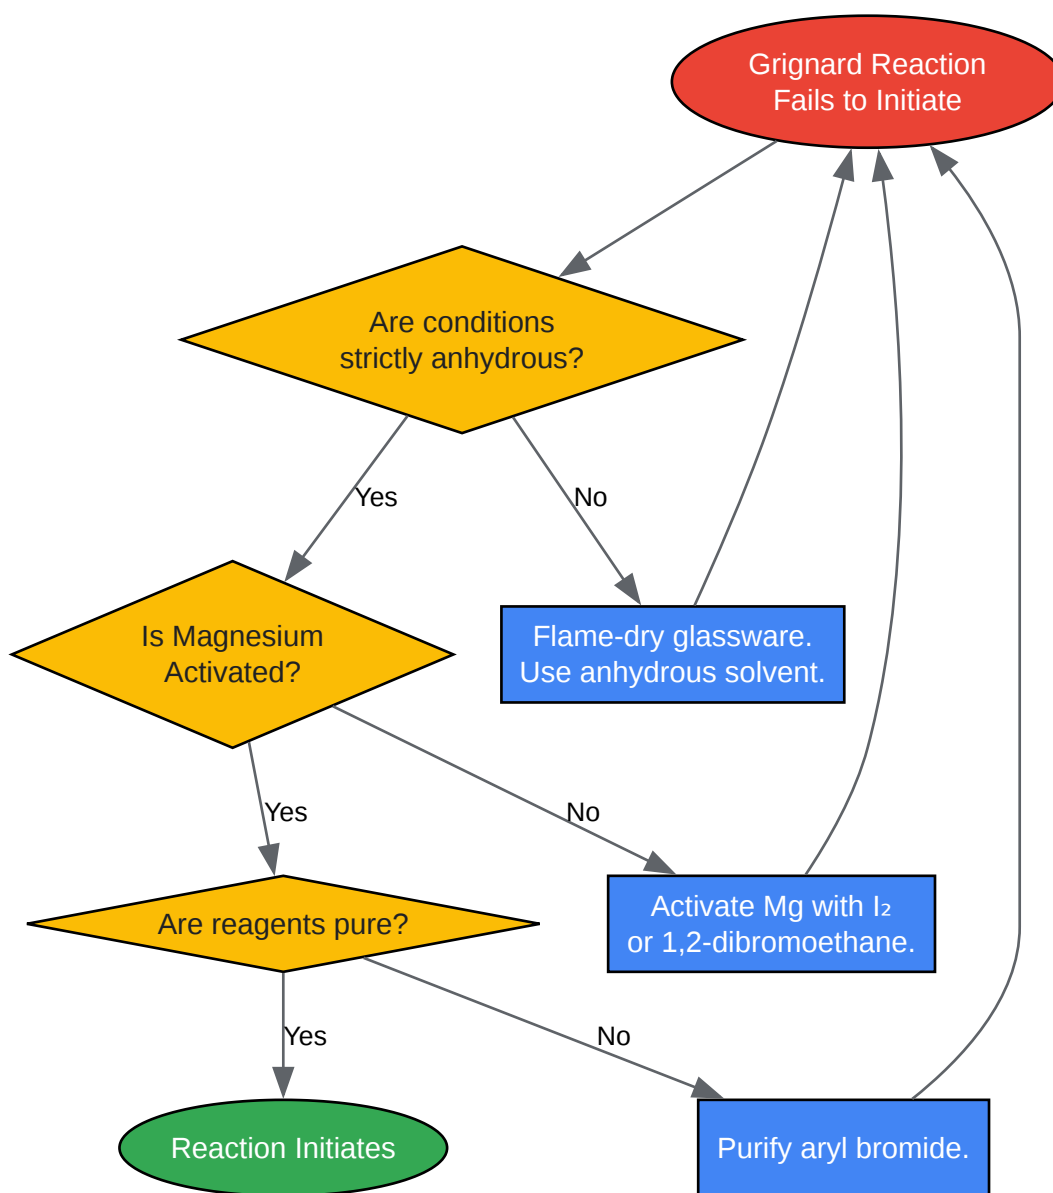 Grignard Reaction
Fails to Initiate
Are conditions
strictly anhydrous?
Yes
No
Is Magnesium
Activated?
Flame-dry glassware.
Use anhydrous solvent.
Yes
No
Are reagents pure?
Activate Mg with I₂
or 1,2-dibromoethane.
Yes
No
Reaction Initiates
Purify aryl bromide.